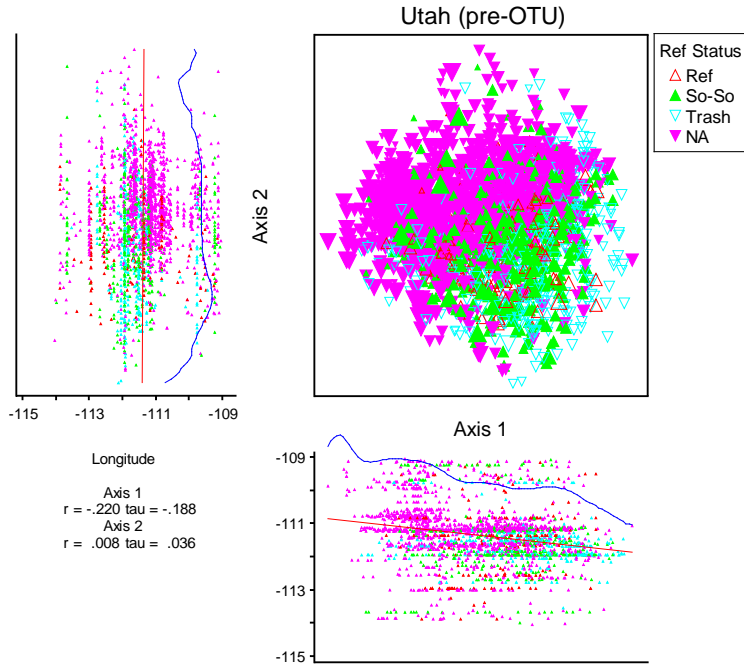 Utah (pre-OTU)
Ref Status
Ref
So-So
Trash
NA
Axis 2
-115
-113
-111
-109
Axis 1
Longitude
Axis 1
r = -.220 tau = -.188
Axis 2
r = .008 tau = .036
-109
-111
-113
-115